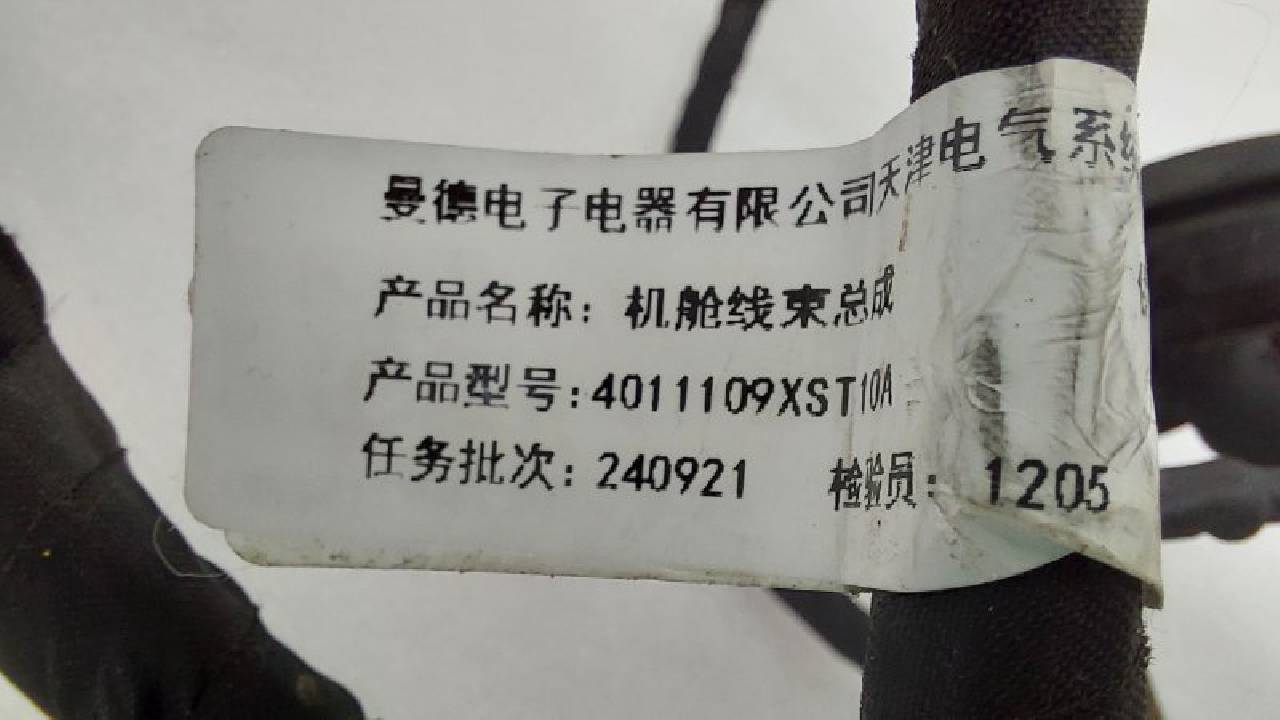 曼德电子电器有限公司天津电气系
产品名称：机舱线束总成
产品型号:4011109XST10A
任务批次：240921 检验员：1205